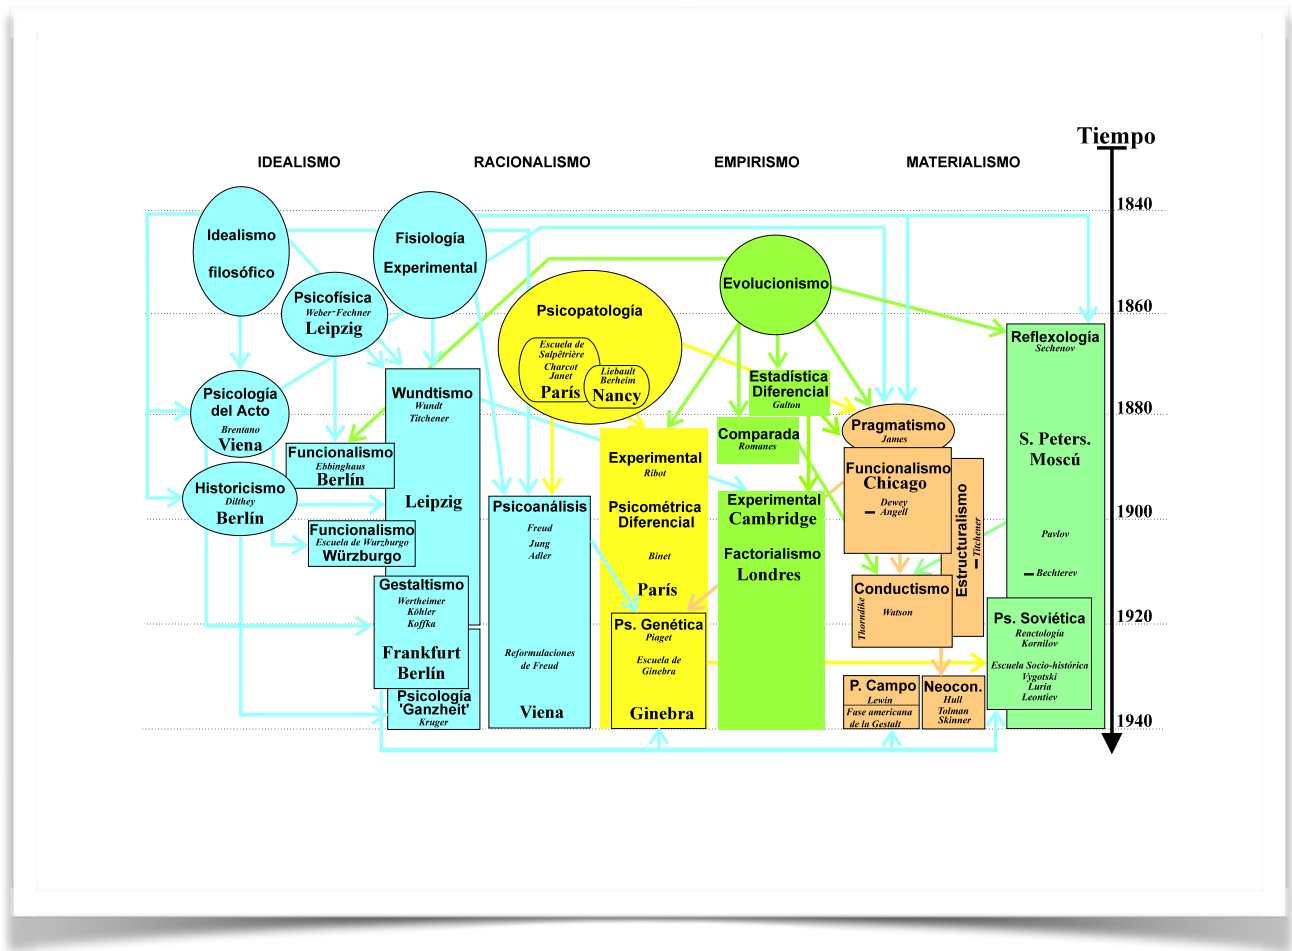 Tiempo
IDEALISMO
RACIONALISMO
EMPIRISMO
MATERIALISMO
1840
1860
1880
1900
1920
1940
Idealismo
filosófico
Fisiología
Experimental
Psicofísica
Weber-Fechner
Leipzig
Psicología
del Acto
Brentano
Viena
Historicismo
Dilthey
Berlín
Funcionalismo
Ebbinghaus
Berlín
Funcionalismo
Escuela de Wurzburgo
Würzburgo
Wundtismo
Wundt
Titchener
Leipzig
Gestaltismo
Wertheimer
Köhler
Koffka
Frankfurt
Berlín
Psicología
'Ganzheit'
Kruger
Psicoanálisis
Freud
Jung
Adler
Reformulaciones
de Freud
Viena
Psicopatología
Escuela de
Salpêtrière
Charcot
Janet
París
Liebault
Berheim
Nancy
Experimental
Ribot
Psicométrica
Diferencial
Binet
París
Ps. Genética
Piaget
Escuela de
Ginebra
Ginebra
Evolucionismo
Estadística
Diferencial
Galton
Comparada
Romanes
Experimental
Cambridge
Factorialismo
Londres
Pragmatismo
James
Funcionalismo
Chicago
Dewey
Angell
Estructuralismo
Titchener
Conductismo
Watson
Thorndike
P. Campo
Lewin
Fase americana
de la Gestalt
Neocon.
Hull
Tolman
Skinner
Reflexología
Sechenov
S. Peters.
Moscú
Pavlov
Bechterev
Ps. Soviética
Reactología
Kornilov
Escuela Socio-histórica
Vygotski
Luria
Leontiev